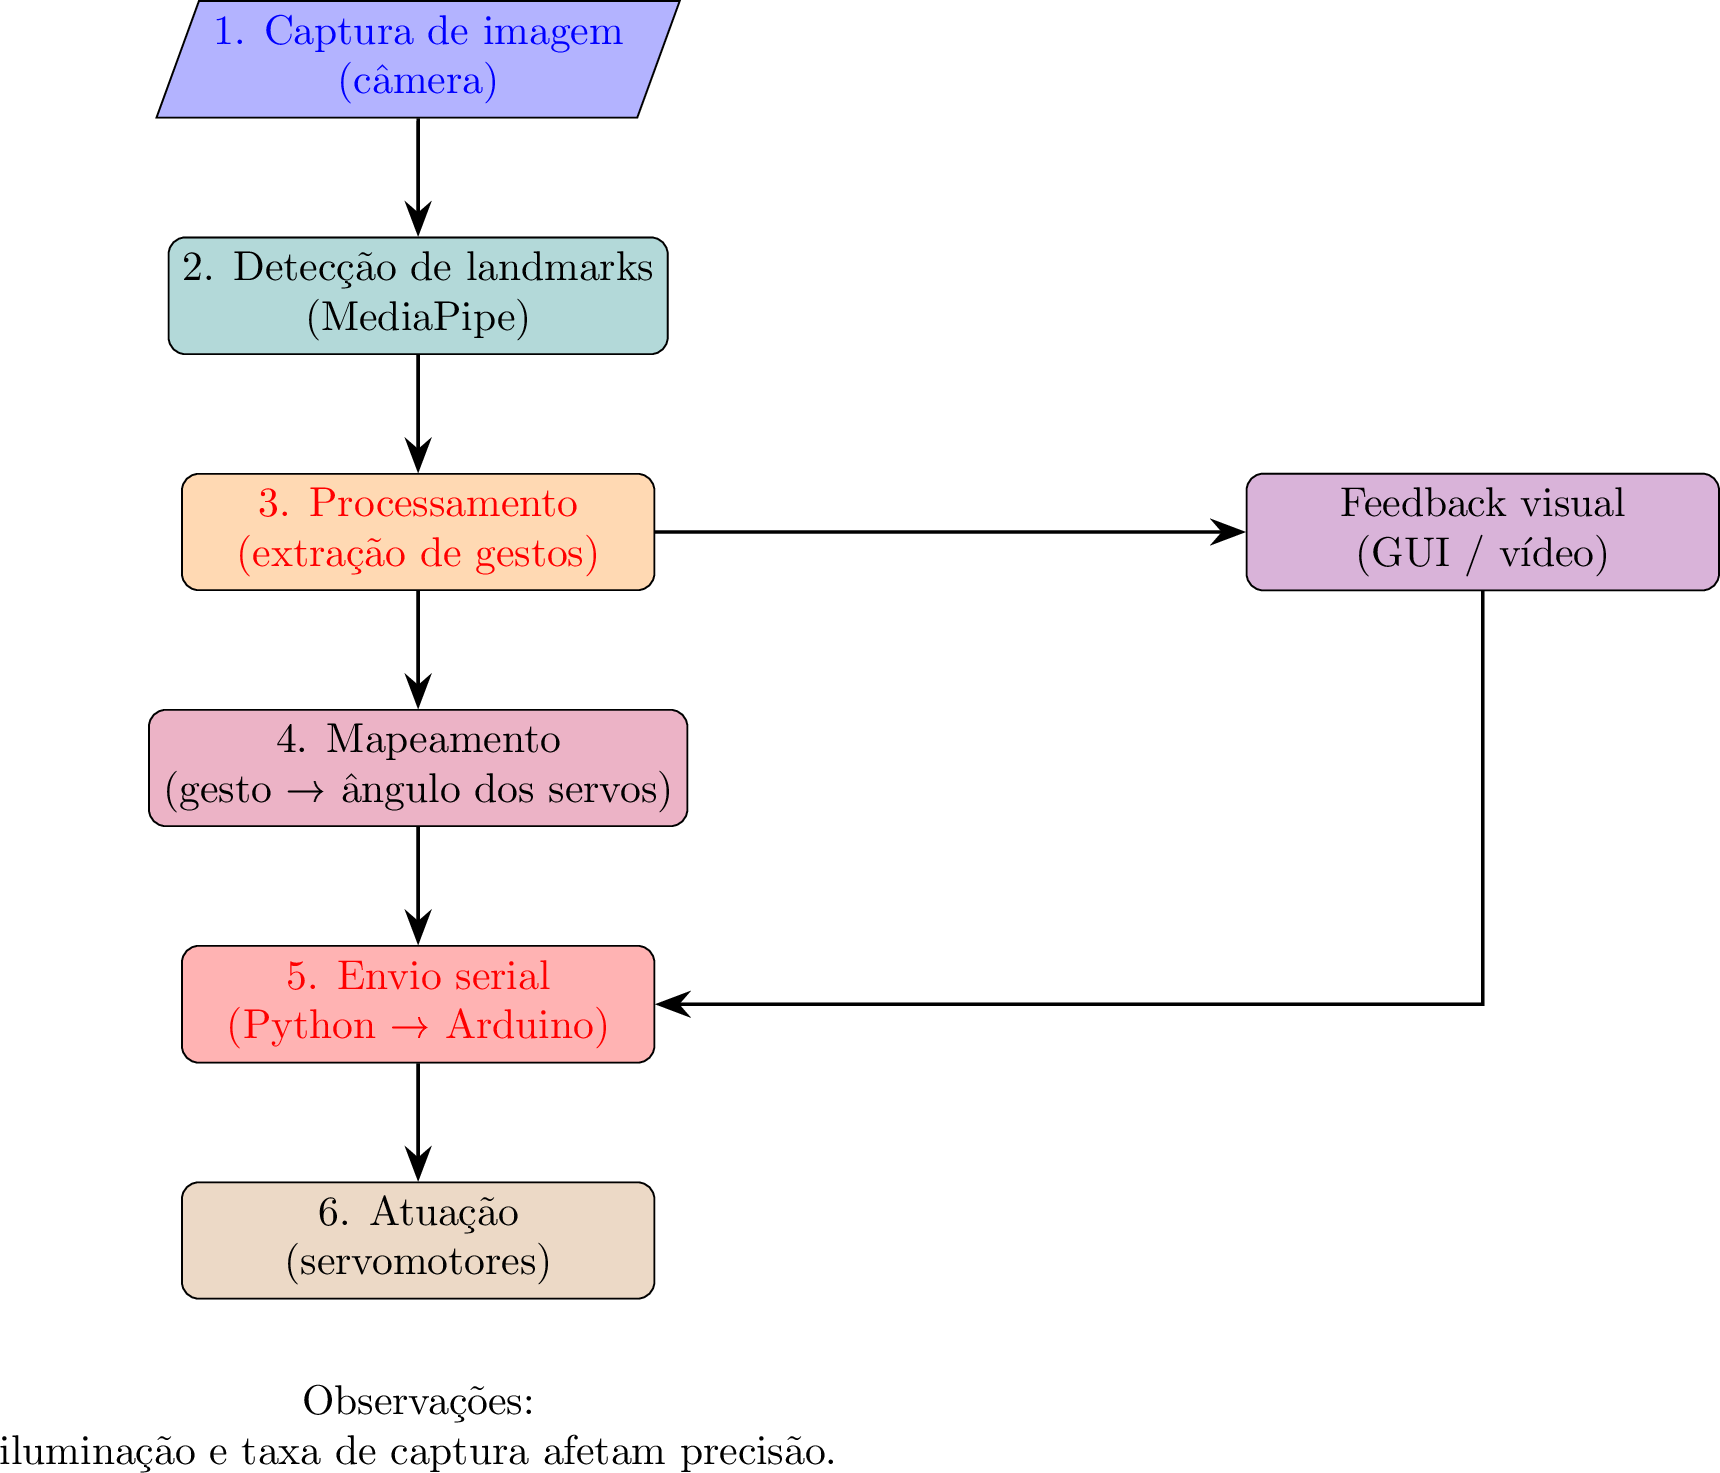 1. Captura de imagem
(câmera)
2. Detecção de landmarks
(MediaPipe)
3. Processamento
(extração de gestos)
Feedback visual
(GUI / vídeo)
4. Mapeamento
(gesto → ângulo dos servos)
5. Envio serial
(Python → Arduino)
6. Atuação
(servomotores)
Observações:
iluminação e taxa de captura afetam precisão.